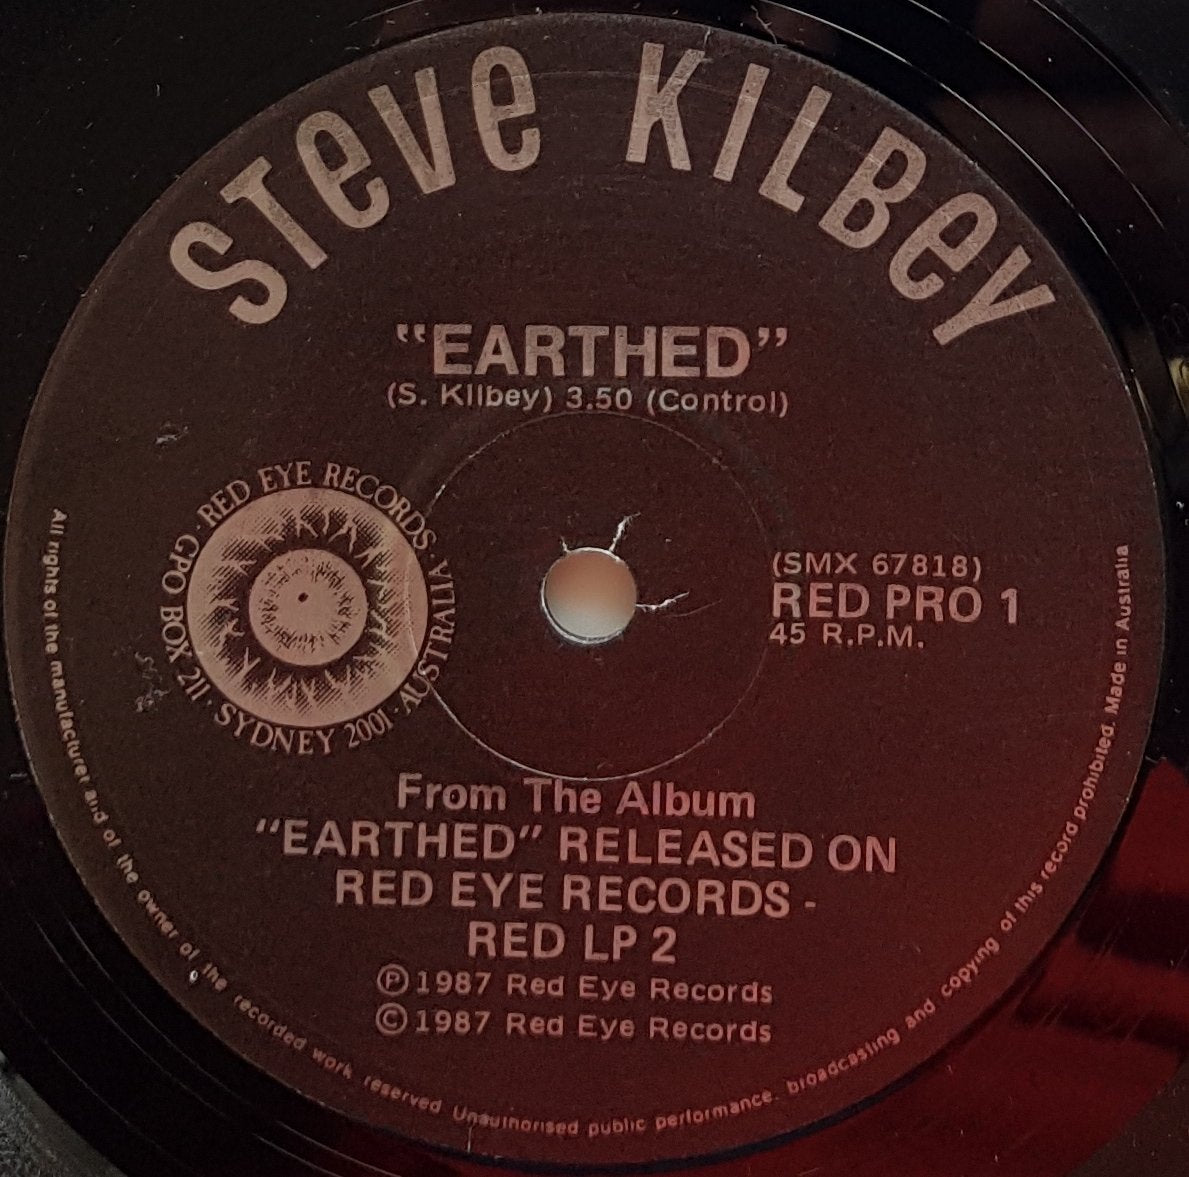 STeVe KILBey
“EARTHED”
(S. Kilbey) 3.50 (Control)
RED EYE RECORDS · AUSTRALIA · SYDNEY 2001 · GPO BOX 211 ·
(SMX 67818)
RED PRO 1
45 R.P.M.
From The Album
“EARTHED” RELEASED ON
RED EYE RECORDS -
RED LP 2
Ⓟ 1987 Red Eye Records
© 1987 Red Eye Records
All rights of the manufacturer and of the owner of the recorded work reserved Unauthorised public performance. broadcasting and copying of this record prohibited. Made in Australia